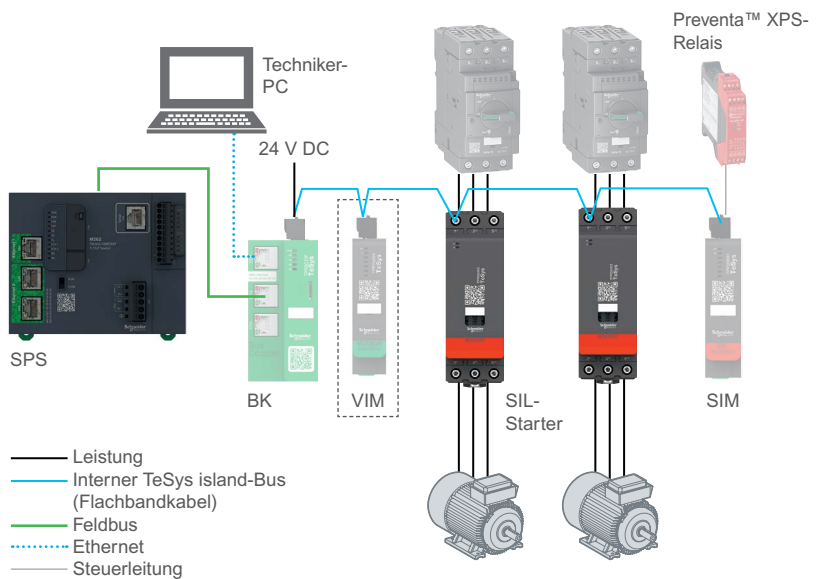 Preventa™ XPS-
Relais
Techniker-
PC
24 V DC
SPS
BK
VIM
SIL-
Starter
SIM
Leistung
Interner TeSys island-Bus
(Flachbandkabel)
Feldbus
Ethernet
Steuerleitung